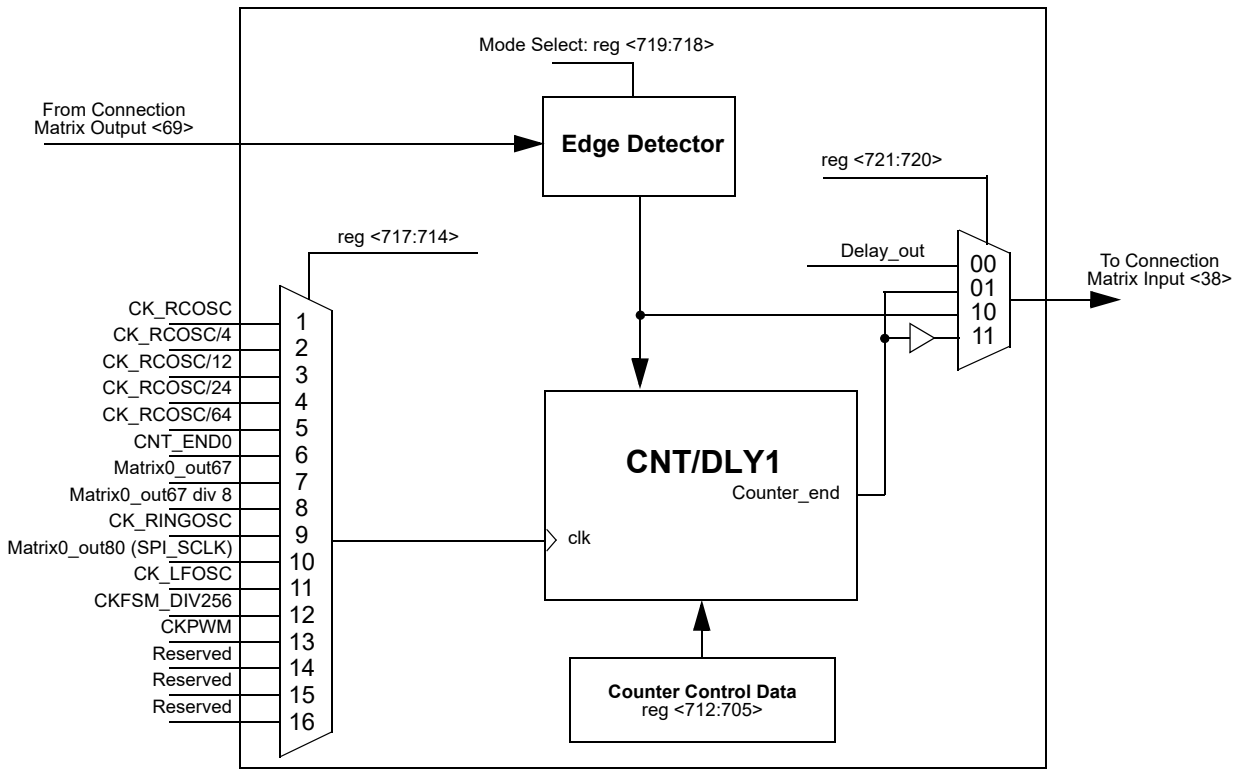 Mode Select: reg <719:718>
From Connection
Matrix Output <69>
Edge Detector
reg <721:720>
reg <717:714>
Delay_out
00
01
10
11
To Connection
Matrix Input <38>
CK_RCOSC
1
CK_RCOSC/4
2
CK_RCOSC/12
3
CK_RCOSC/24
4
CK_RCOSC/64
5
CNT_END0
6
Matrix0_out67
7
Matrix0_out67 div 8
8
CK_RINGOSC
9
Matrix0_out80 (SPI_SCLK)
10
CK_LFOSC
11
CKFSM_DIV256
12
CKPWM
13
Reserved
14
Reserved
15
Reserved
16
CNT/DLY1
Counter_end
clk
Counter Control Data
reg <712:705>